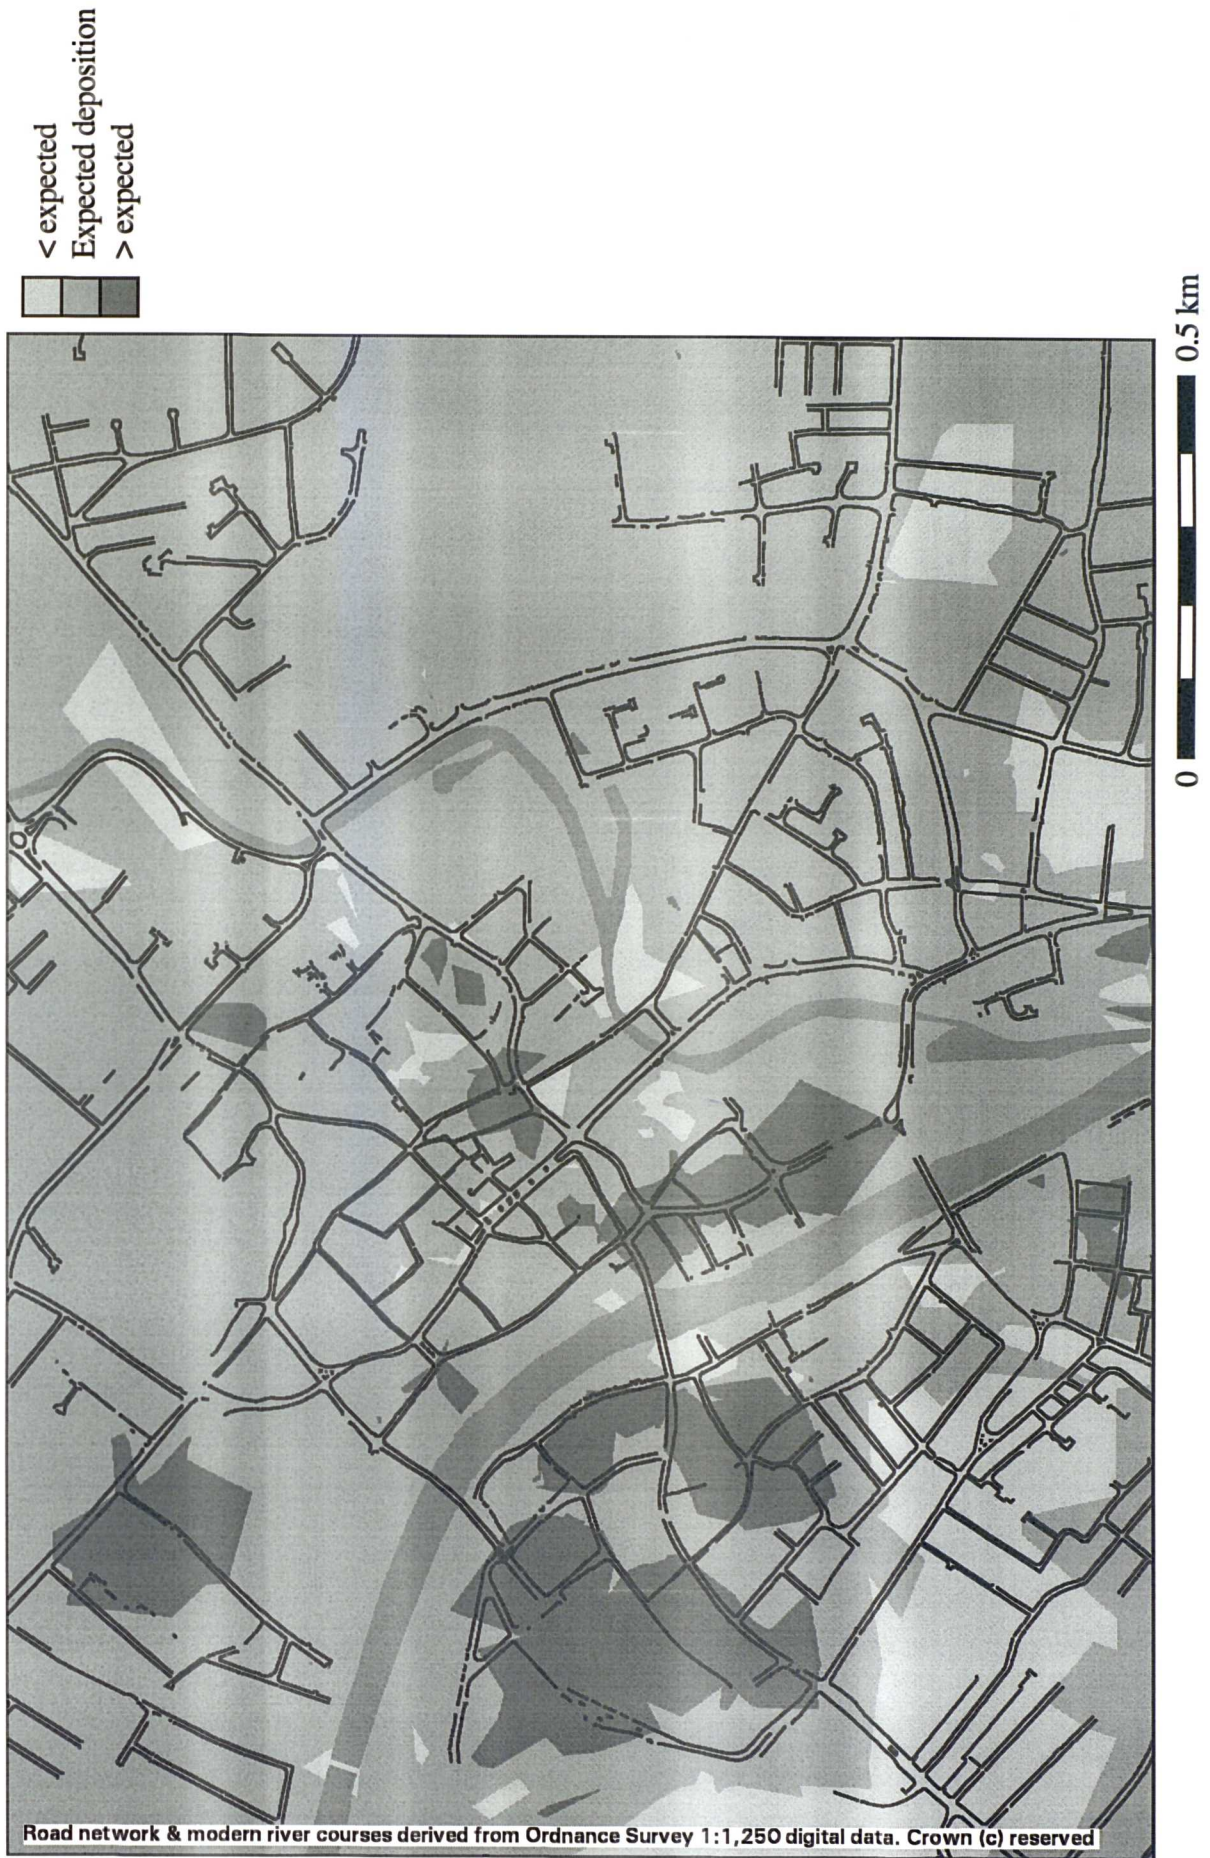 < expected
Expected deposition
> expected
0
0.5 km
Road network & modern river courses derived from Ordnance Survey 1:1,250 digital data. Crown (c) reserved